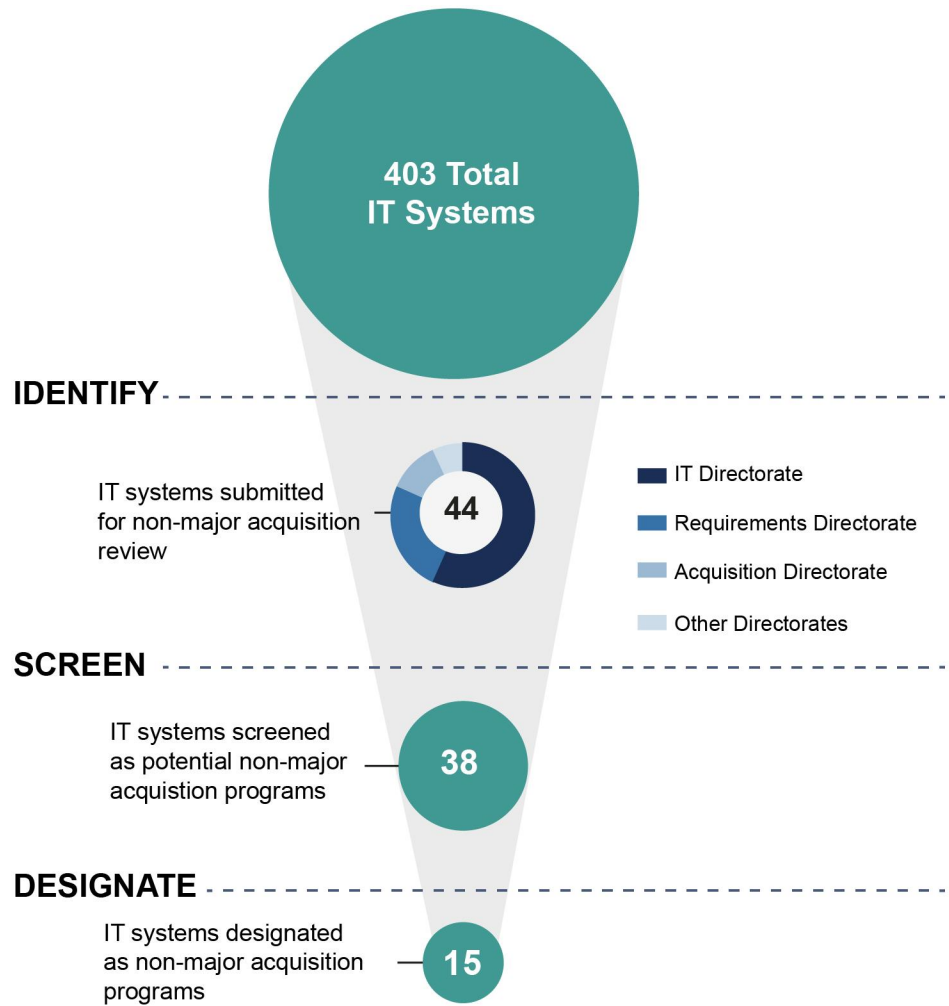 403 Total
IT Systems
IDENTIFY
IT systems submitted
for non-major acquisition
review
44
IT Directorate
Requirements Directorate
Acquisition Directorate
Other Directorates
SCREEN
IT systems screened
as potential non-major
acquistion programs
38
DESIGNATE
IT systems designated
as non-major acquisition
programs
15